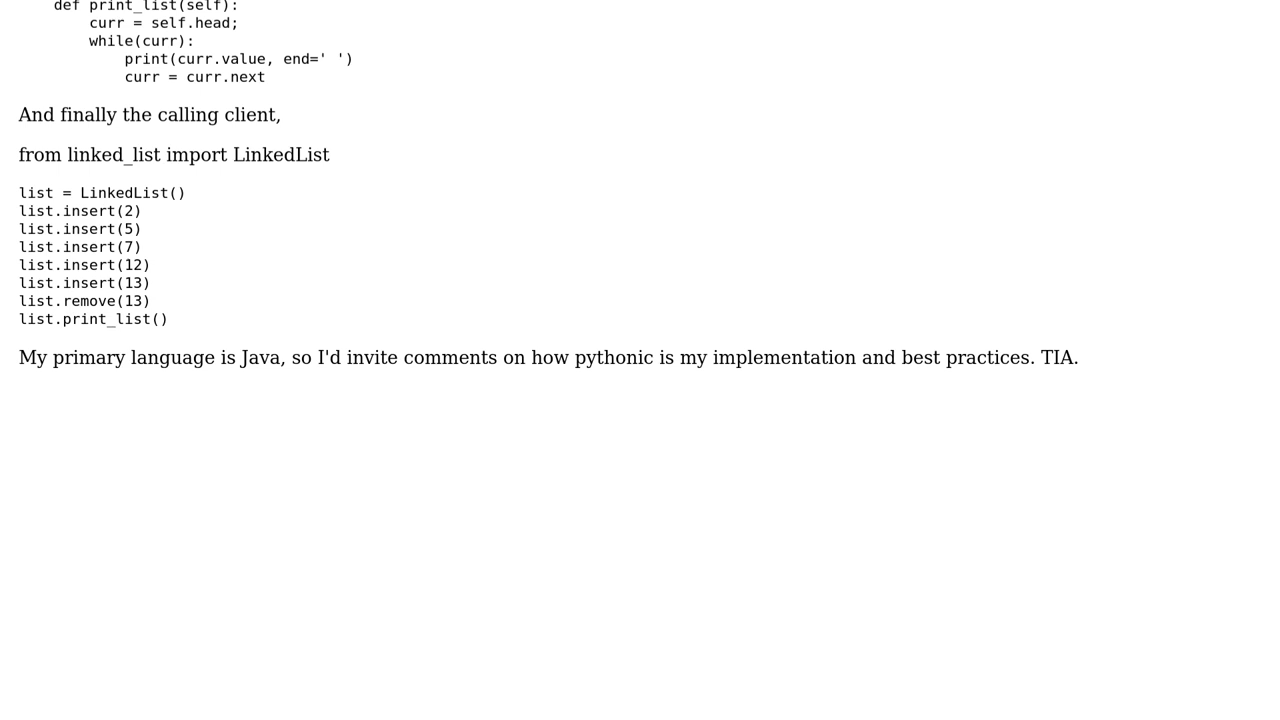 def print_list(self):
        curr = self.head;
        while(curr):
            print(curr.value, end=' ')
            curr = curr.next
And finally the calling client,
from linked_list import LinkedList
list = LinkedList()
list.insert(2)
list.insert(5)
list.insert(7)
list.insert(12)
list.insert(13)
list.remove(13)
list.print_list()
My primary language is Java, so I'd invite comments on how pythonic is my implementation and best practices. TIA.